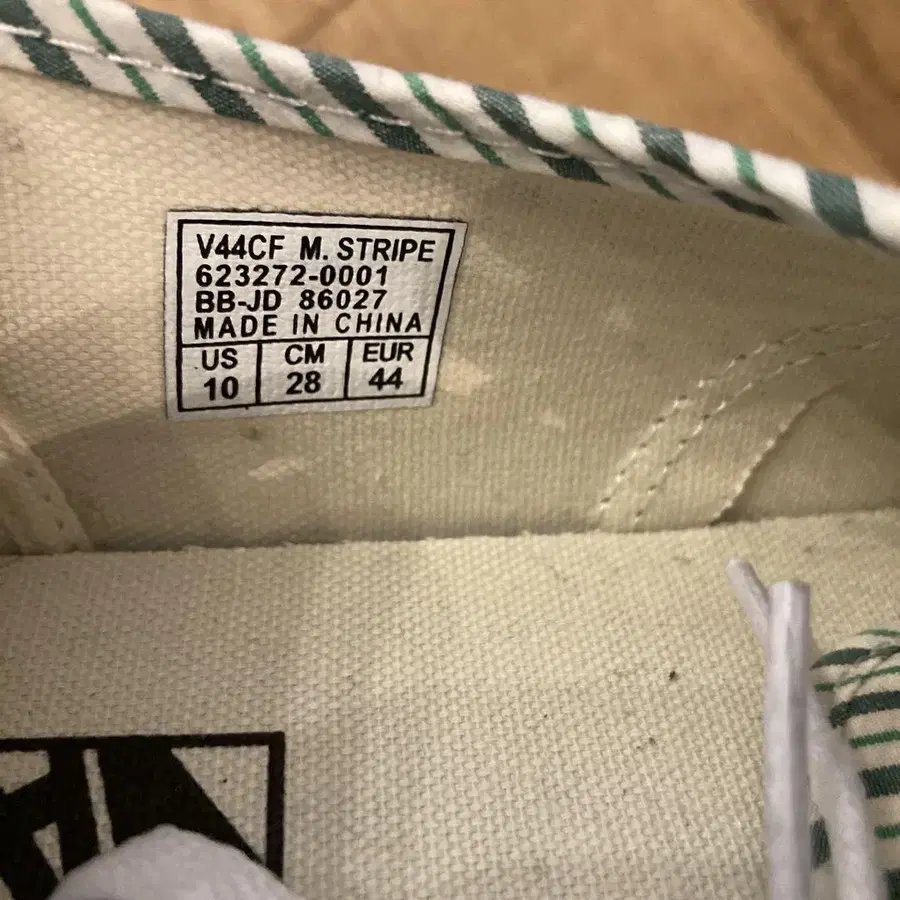 V44CF M. STRIPE
623272-0001
BB-JD 86027
MADE IN CHINA
US CM EUR
10 28 44